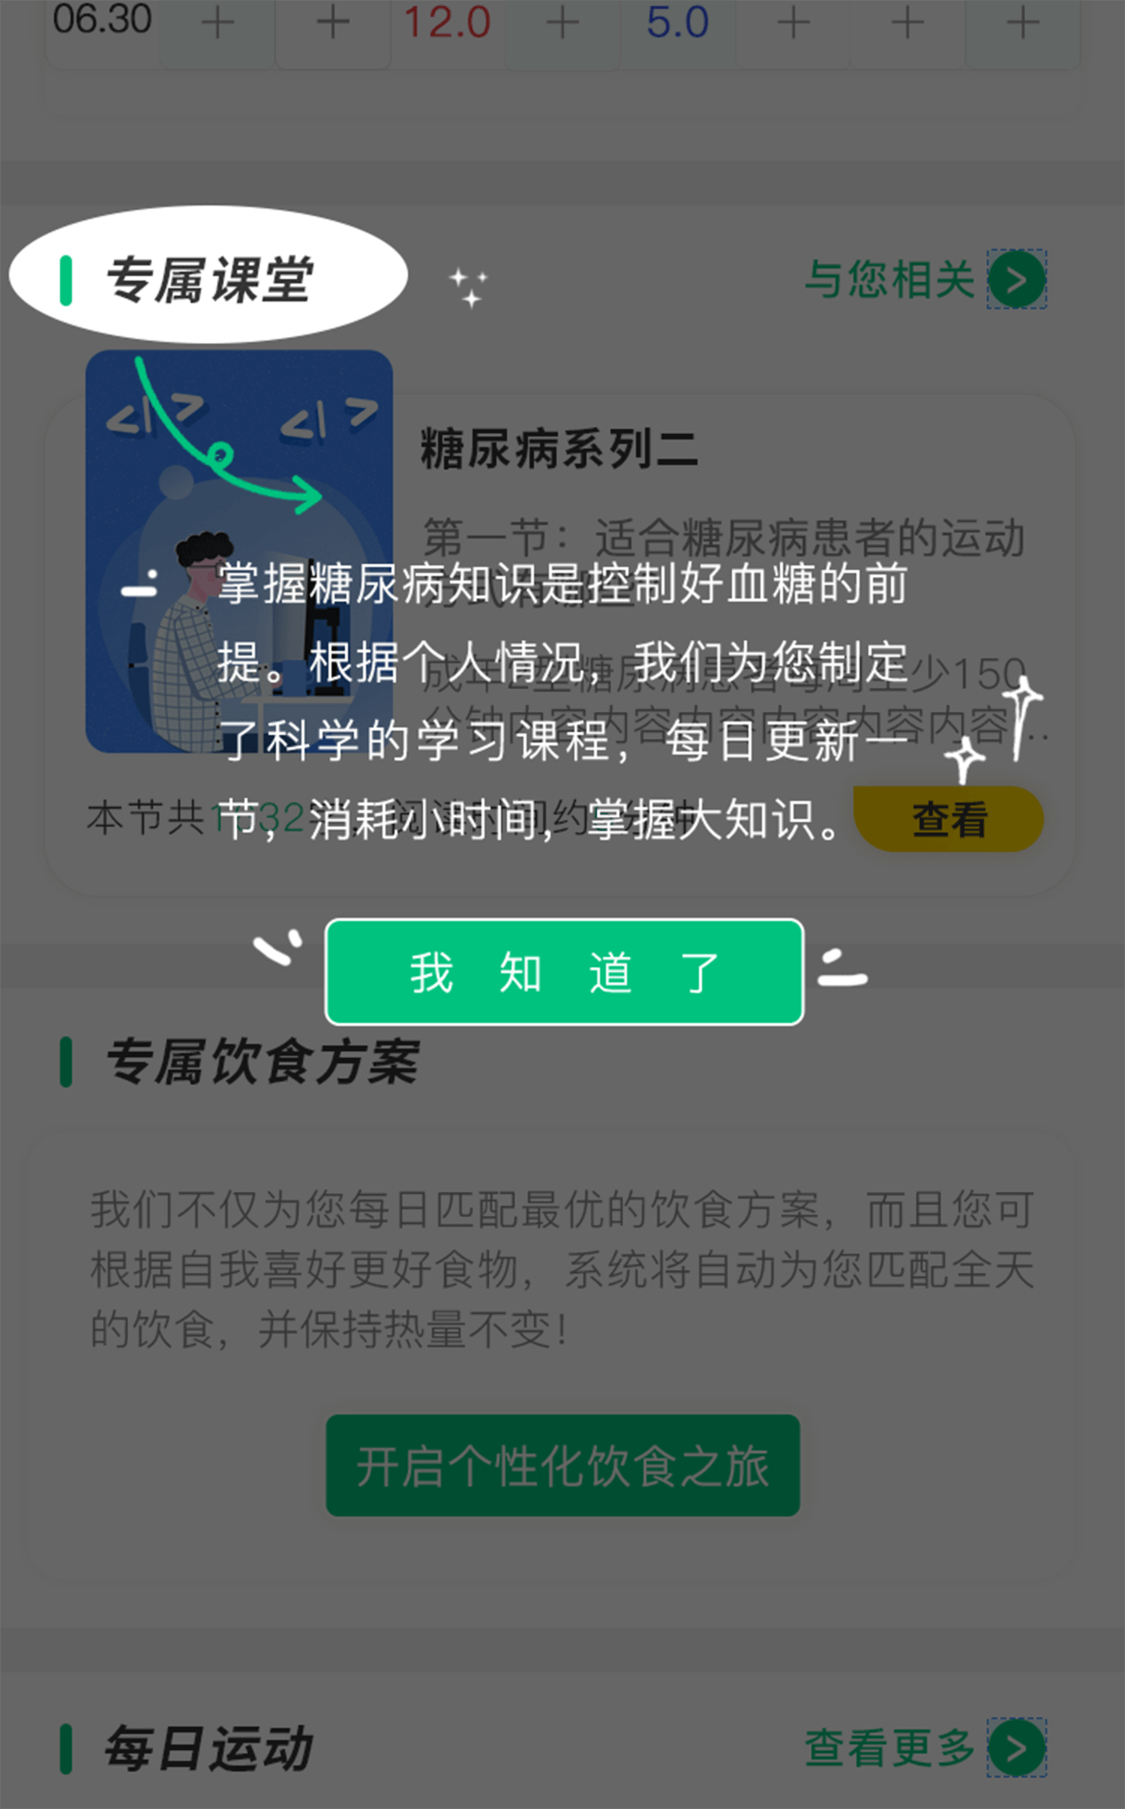 06.30 + + 12.0 + 5.0 + + +
专属课堂
与您相关
糖尿病系列二
第一节：适合糖尿病患者的运动
掌握糖尿病知识是控制好血糖的前
提。根据个人情况，我们为您制定
了科学的学习课程，每日更新一
节，消耗小时间，掌握大知识。
成年2型糖尿病患者每周至少150
分钟内容内容内容内容内容内容...
本节共
查看
我知道了
专属饮食方案
我们不仅为您每日匹配最优的饮食方案，而且您可
根据自我喜好更好食物，系统将自动为您匹配全天
的饮食，并保持热量不变！
开启个性化饮食之旅
每日运动
查看更多